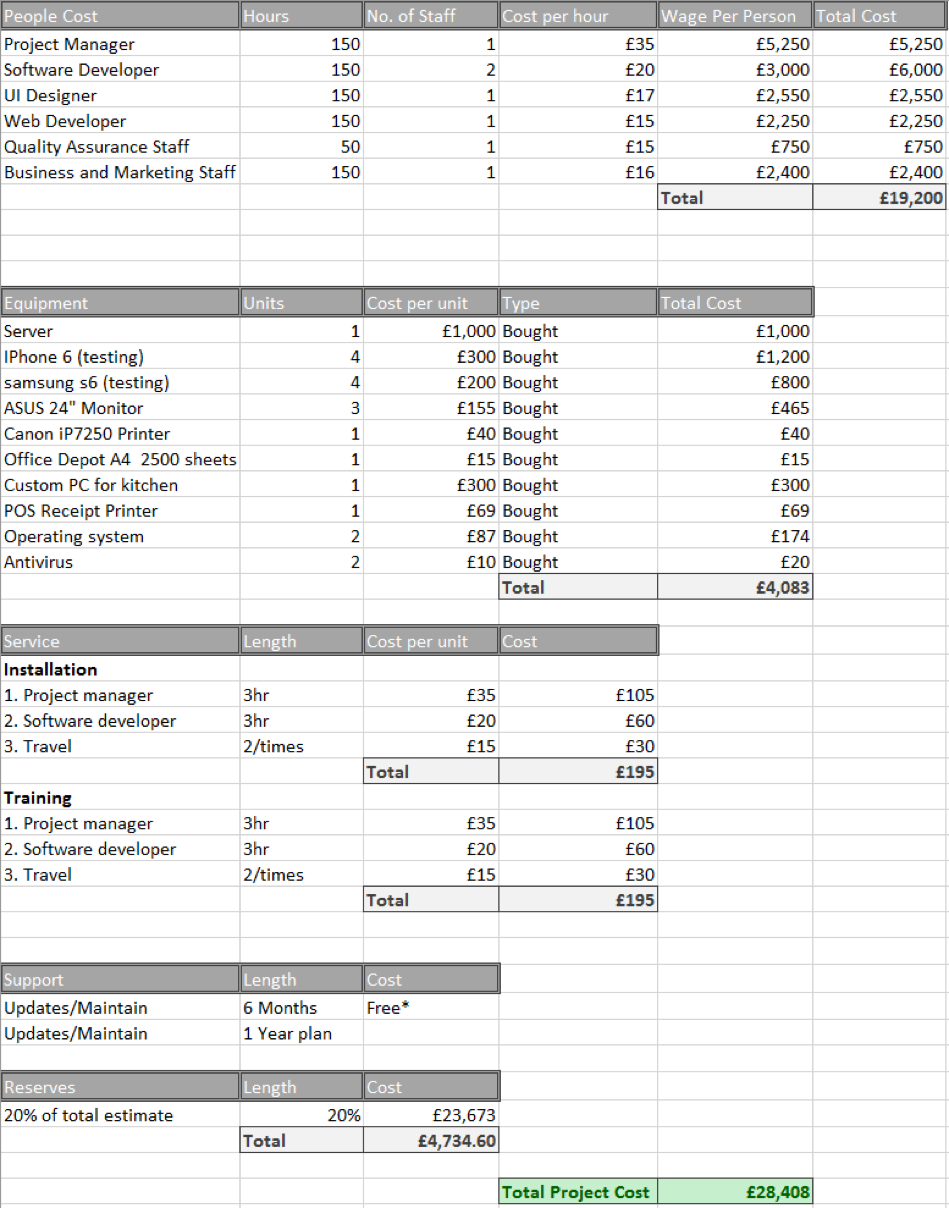 People Cost Hours No. of Staff Cost per hour Wage Per Person Total Cost
Project Manager 150 1 £35 £5,250 £5,250
Software Developer 150 2 £20 £3,000 £6,000
UI Designer 150 1 £17 £2,550 £2,550
Web Developer 150 1 £15 £2,250 £2,250
Quality Assurance Staff 50 1 £15 £750 £750
Business and Marketing Staff 150 1 £16 £2,400 £2,400
Total £19,200
Equipment Units Cost per unit Type Total Cost
Server 1 £1,000 Bought £1,000
IPhone 6 (testing) 4 £300 Bought £1,200
samsung s6 (testing) 4 £200 Bought £800
ASUS 24" Monitor 3 £155 Bought £465
Canon iP7250 Printer 1 £40 Bought £40
Office Depot A4 2500 sheets 1 £15 Bought £15
Custom PC for kitchen 1 £300 Bought £300
POS Receipt Printer 1 £69 Bought £69
Operating system 2 £87 Bought £174
Antivirus 2 £10 Bought £20
Total £4,083
Service Length Cost per unit Cost
Installation
1. Project manager 3hr £35 £105
2. Software developer 3hr £20 £60
3. Travel 2/times £15 £30
Total £195
Training
1. Project manager 3hr £35 £105
2. Software developer 3hr £20 £60
3. Travel 2/times £15 £30
Total £195
Support Length Cost
Updates/Maintain 6 Months Free*
Updates/Maintain 1 Year plan
Reserves Length Cost
20% of total estimate 20% £23,673
Total £4,734.60
Total Project Cost £28,408